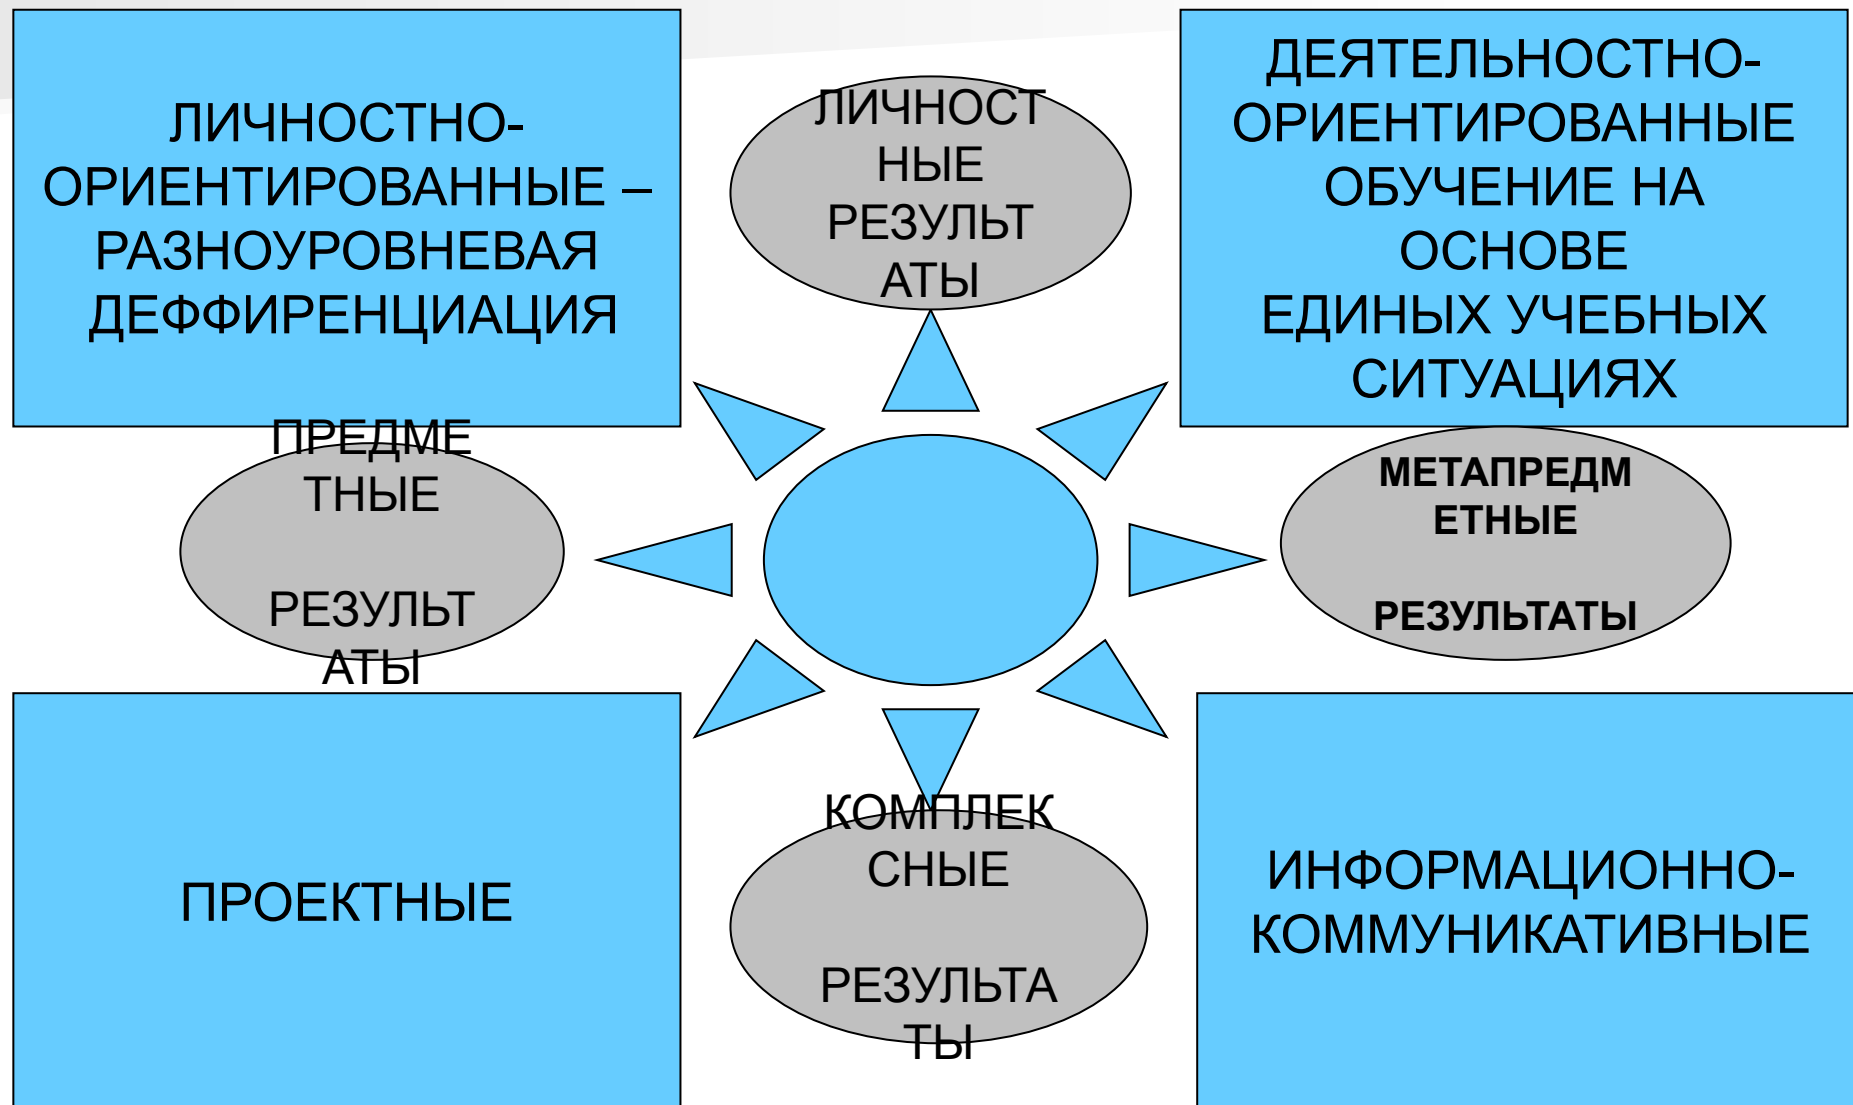 ЛИЧНОСТНО-
ОРИЕНТИРОВАННЫЕ –
РАЗНОУРОВНЕВАЯ
ДЕФФИРЕНЦИАЦИЯ
ЛИЧНОСТ
НЫЕ
РЕЗУЛЬТ
АТЫ
ДЕЯТЕЛЬНОСТНО-
ОРИЕНТИРОВАННЫЕ
ОБУЧЕНИЕ НА
ОСНОВЕ
ЕДИНЫХ УЧЕБНЫХ
СИТУАЦИЯХ
ПРЕДМЕ
ТНЫЕ
РЕЗУЛЬТ
АТЫ
МЕТАПРЕДМ
ЕТНЫЕ
РЕЗУЛЬТАТЫ
ПРОЕКТНЫЕ
КОМПЛЕК
СНЫЕ
РЕЗУЛЬТА
ТЫ
ИНФОРМАЦИОННО-
КОММУНИКАТИВНЫЕ